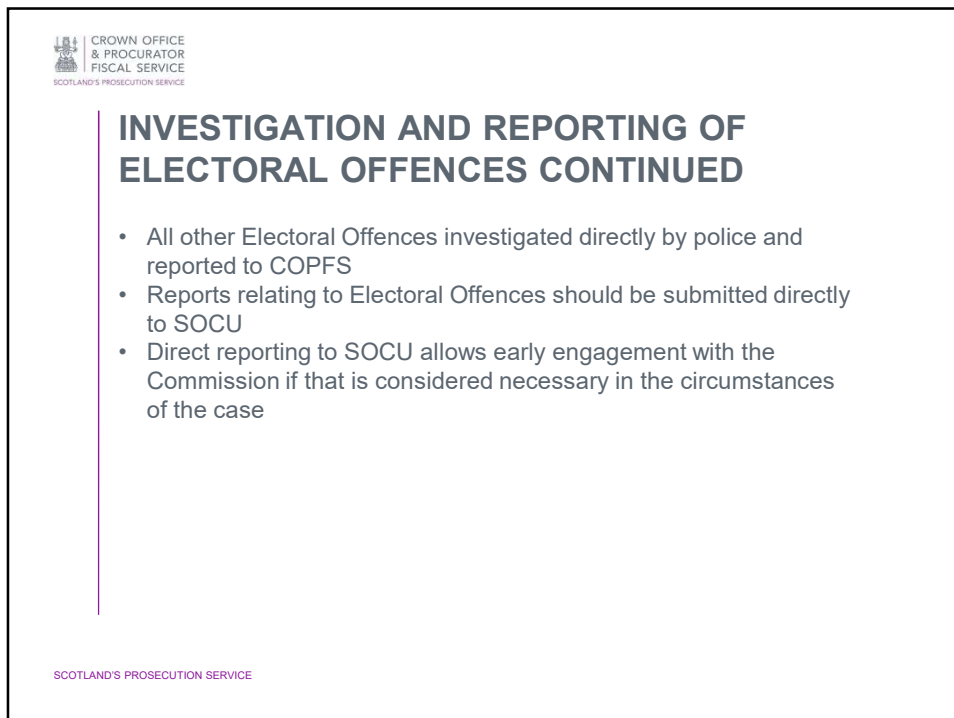 CROWN OFFICE
& PROCURATOR
FISCAL SERVICE
SCOTLAND'S PROSECUTION SERVICE
INVESTIGATION AND REPORTING OF
ELECTORAL OFFENCES CONTINUED
• All other Electoral Offences investigated directly by police and
reported to COPFS
• Reports relating to Electoral Offences should be submitted directly
to SOCU
• Direct reporting to SOCU allows early engagement with the
Commission if that is considered necessary in the circumstances
of the case
SCOTLAND'S PROSECUTION SERVICE